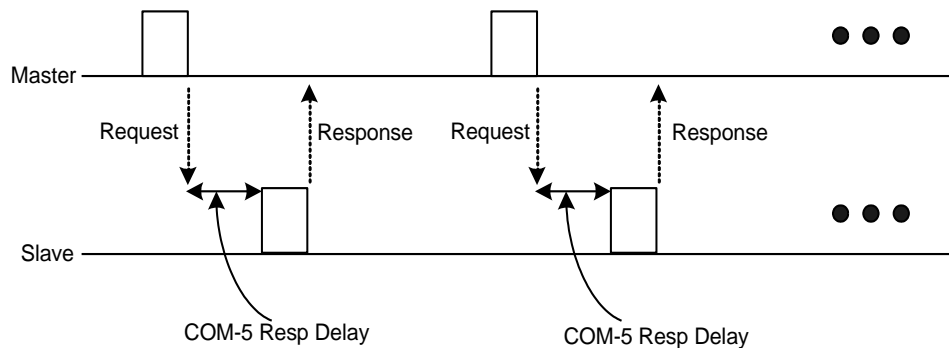 Master
Request
Response
Request
Response
Slave
COM-5 Resp Delay
COM-5 Resp Delay